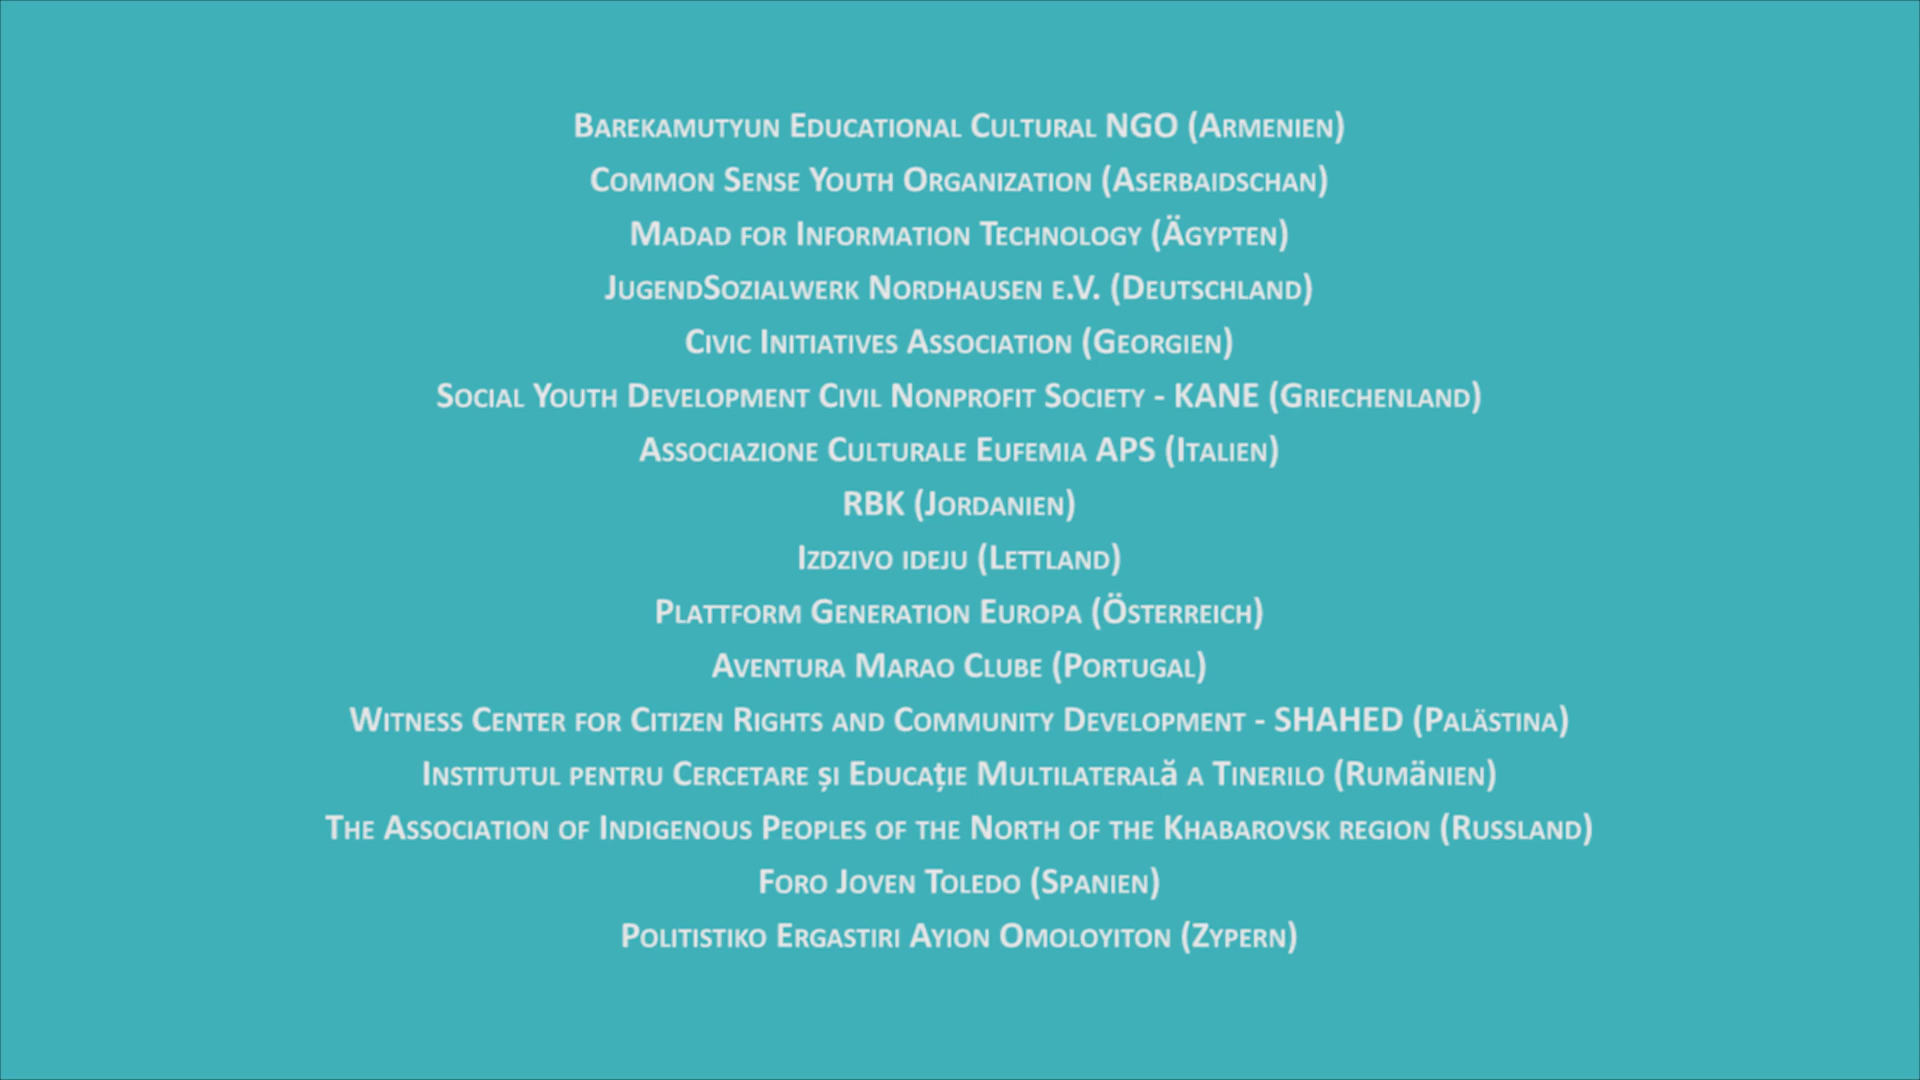 Barekamutyun Educational Cultural NGO (Armenien)
Common Sense Youth Organization (Aserbaidschan)
Madad for Information Technology (Ägypten)
JugendSozialwerk Nordhausen e.V. (Deutschland)
Civic Initiatives Association (Georgien)
Social Youth Development Civil Nonprofit Society - KANE (Griechenland)
Associazione Culturale Eufemia APS (Italien)
RBK (Jordanien)
Izdzivo ideju (Lettland)
Plattform Generation Europa (Österreich)
Aventura Marao Clube (Portugal)
Witness Center for Citizen Rights and Community Development - SHAHED (Palästina)
Institutul pentru Cercetare și Educație Multilaterală a Tinerilo (Rumänien)
The Association of Indigenous Peoples of the North of the Khabarovsk region (Russland)
Foro Joven Toledo (Spanien)
Politistiko Ergastiri Ayion Omoloyiton (Zypern)